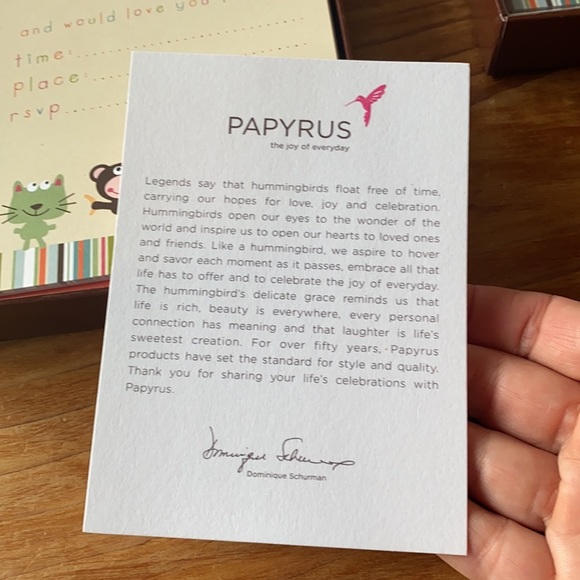 and would love you
time:
place:
rsvp
PAPYRUS
the joy of everyday
Legends say that hummingbirds float free of time,
carrying our hopes for love, joy and celebration.
Hummingbirds open our eyes to the wonder of the
world and inspire us to open our hearts to loved ones
and friends. Like a hummingbird, we aspire to hover
and savor each moment as it passes, embrace all that
life has to offer and to celebrate the joy of everyday.
The hummingbird's delicate grace reminds us that
life is rich, beauty is everywhere, every personal
connection has meaning and that laughter is life's
sweetest creation. For over fifty years, Papyrus
products have set the standard for style and quality.
Thank you for sharing your life's celebrations with
Papyrus.
Dominique Schurman
Dominique Schurman